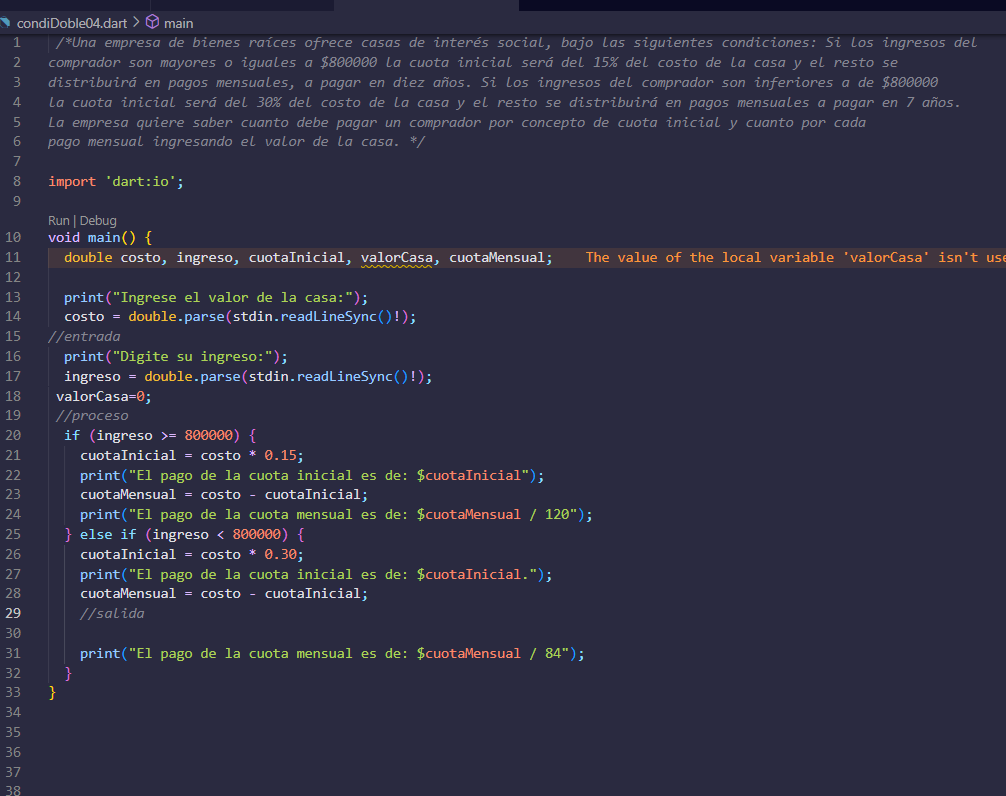 condiDoble04.dart > main
1 /*Una empresa de bienes raíces ofrece casas de interés social, bajo las siguientes condiciones: Si los ingresos del
2 comprador son mayores o iguales a $800000 la cuota inicial será del 15% del costo de la casa y el resto se
3 distribuirá en pagos mensuales, a pagar en diez años. Si los ingresos del comprador son inferiores a de $800000
4 la cuota inicial será del 30% del costo de la casa y el resto se distribuirá en pagos mensuales a pagar en 7 años.
5 La empresa quiere saber cuanto debe pagar un comprador por concepto de cuota inicial y cuanto por cada
6 pago mensual ingresando el valor de la casa. */
7
8 import 'dart:io';
9
Run | Debug
10 void main() {
11 double costo, ingreso, cuotaInicial, valorCasa, cuotaMensual; The value of the local variable 'valorCasa' isn't use
12
13 print("Ingrese el valor de la casa:");
14 costo = double.parse(stdin.readLineSync()!);
15 //entrada
16 print("Digite su ingreso:");
17 ingreso = double.parse(stdin.readLineSync()!);
18 valorCasa=0;
19 //proceso
20 if (ingreso >= 800000) {
21 cuotaInicial = costo * 0.15;
22 print("El pago de la cuota inicial es de: $cuotaInicial");
23 cuotaMensual = costo - cuotaInicial;
24 print("El pago de la cuota mensual es de: $cuotaMensual / 120");
25 } else if (ingreso < 800000) {
26 cuotaInicial = costo * 0.30;
27 print("El pago de la cuota inicial es de: $cuotaInicial.");
28 cuotaMensual = costo - cuotaInicial;
29 //salida
30
31 print("El pago de la cuota mensual es de: $cuotaMensual / 84");
32 }
33 }
34
35
36
37
38